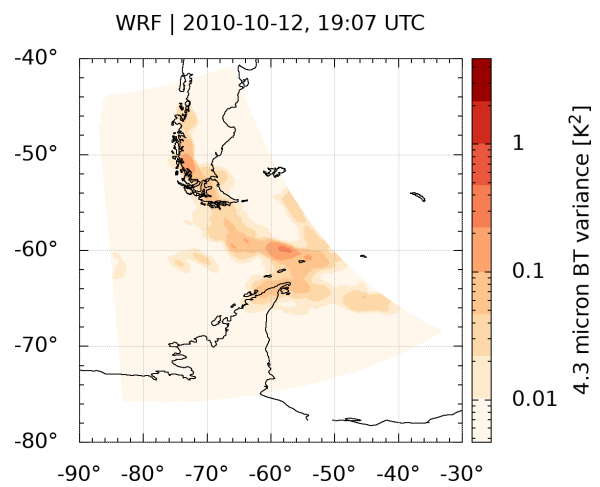 WRF | 2010-10-12, 19:07 UTC
-40°
-50°
-60°
-70°
-80°
-90°  -80°  -70°  -60°  -50°  -40°  -30°
1
0.1
0.01
4.3 micron BT variance [K²]